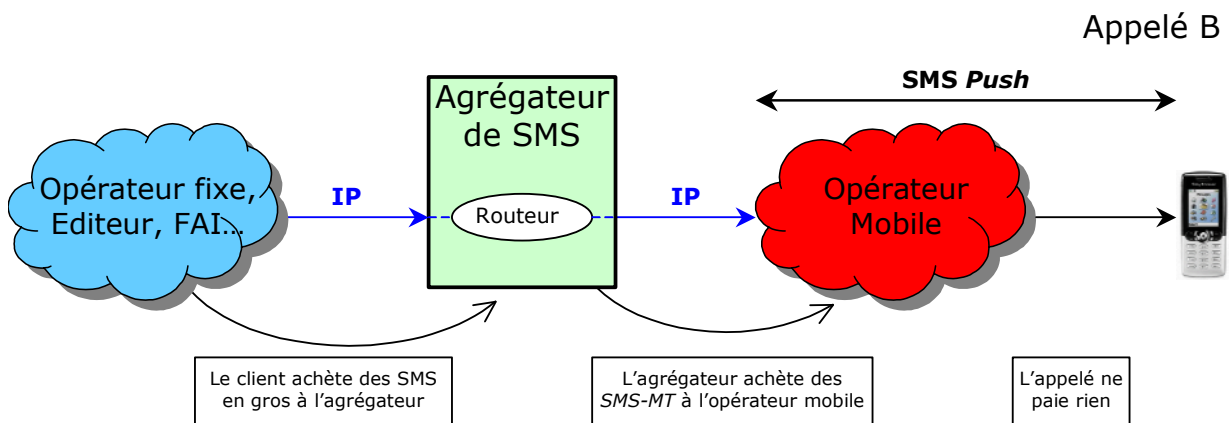 Appelé B
SMS Push
Agrégateur
de SMS
Opérateur fixe,
Editeur, FAI...
IP
Routeur
IP
Opérateur
Mobile
Le client achète des SMS
en gros à l’agrégateur
L’agrégateur achète des
SMS-MT à l’opérateur mobile
L’appelé ne
paie rien